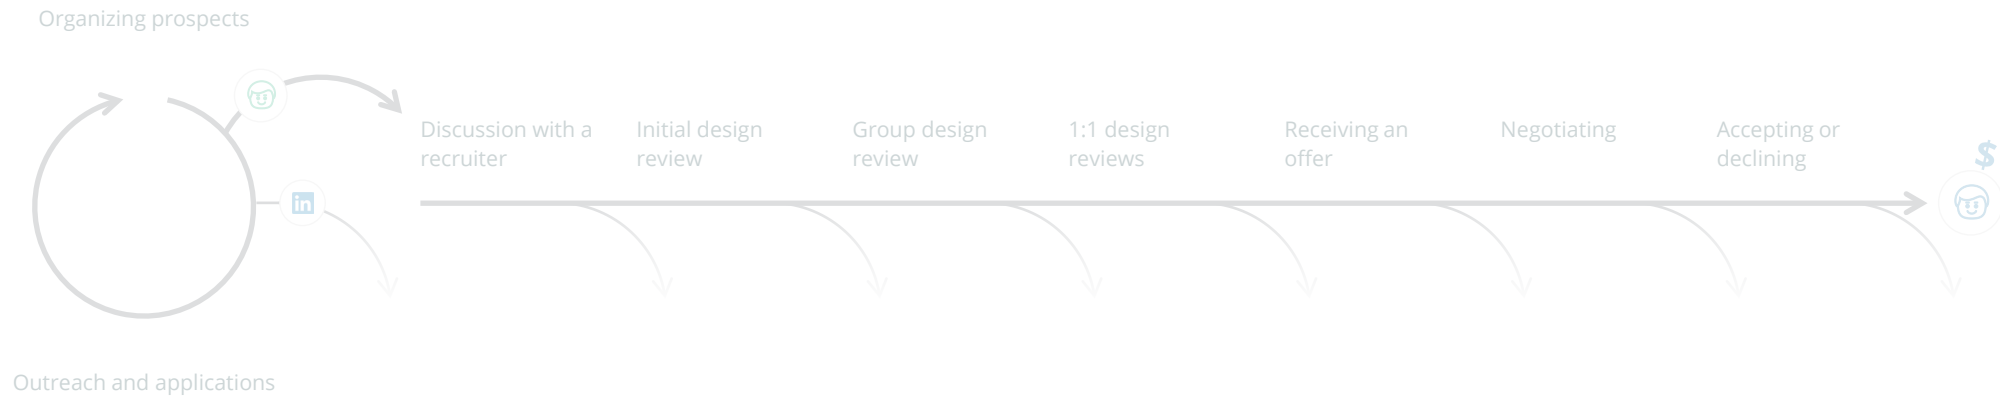 Organizing prospects
Discussion with a
recruiter
Initial design
review
Group design
review
1:1 design
reviews
Receiving an
offer
Negotiating
Accepting or
declining
$
in
Outreach and applications